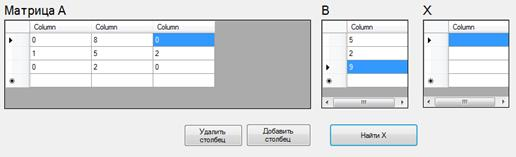 Матрица A B X
Column Column Column Column Column
0 8 0 5
1 5 2 2
0 2 0 9
Удалить столбец
Добавить столбец
Найти X